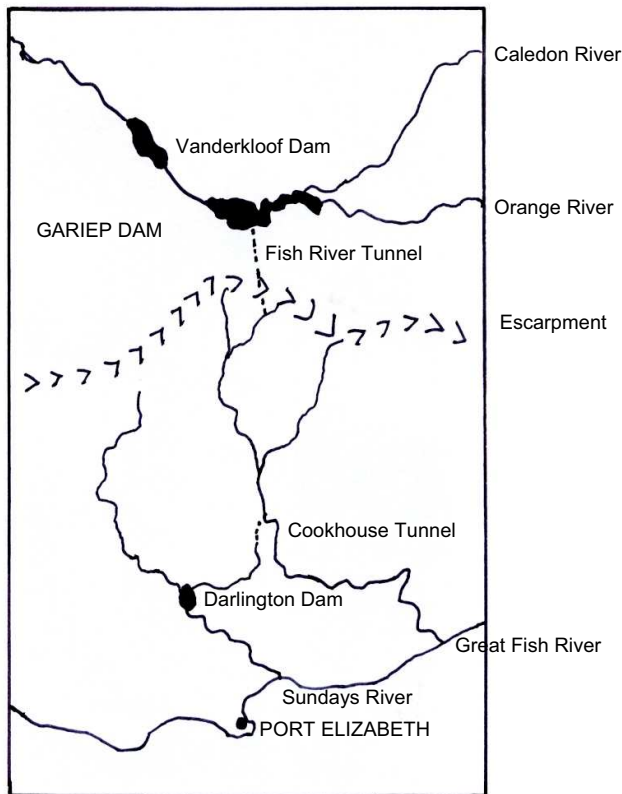 Caledon River
Vanderkloof Dam
Orange River
GARIEP DAM
Fish River Tunnel
Escarpment
Cookhouse Tunnel
Darlington Dam
Great Fish River
Sundays River
PORT ELIZABETH